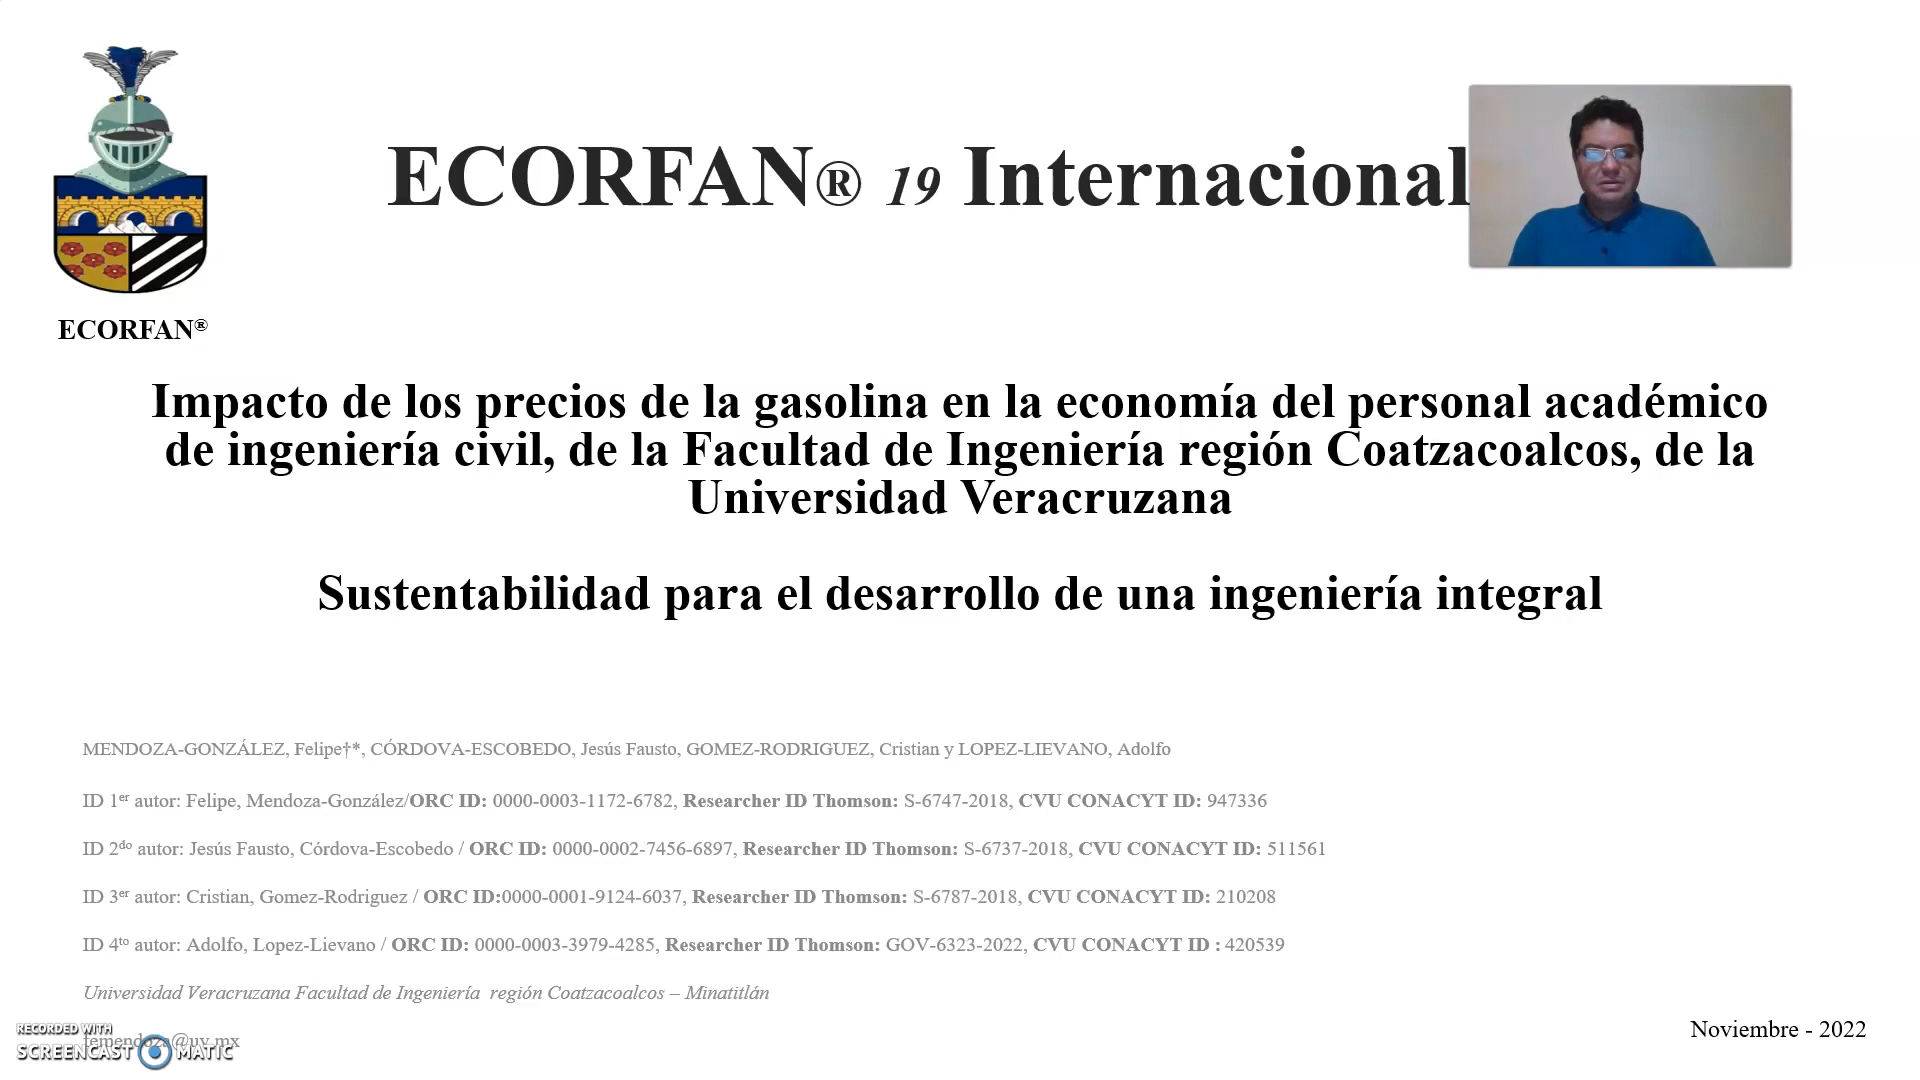 ECORFAN® 19 Internacional
ECORFAN®
Impacto de los precios de la gasolina en la economía del personal académico
de ingeniería civil, de la Facultad de Ingeniería región Coatzacoalcos, de la
Universidad Veracruzana
Sustentabilidad para el desarrollo de una ingeniería integral
MENDOZA-GONZÁLEZ, Felipe†*, CÓRDOVA-ESCOBEDO, Jesús Fausto, GOMEZ-RODRIGUEZ, Cristian y LOPEZ-LIEVANO, Adolfo
ID 1er autor: Felipe, Mendoza-González/ORC ID: 0000-0003-1172-6782, Researcher ID Thomson: S-6747-2018, CVU CONACYT ID: 947336
ID 2do autor: Jesús Fausto, Córdova-Escobedo / ORC ID: 0000-0002-7456-6897, Researcher ID Thomson: S-6737-2018, CVU CONACYT ID: 511561
ID 3er autor: Cristian, Gomez-Rodriguez / ORC ID:0000-0001-9124-6037, Researcher ID Thomson: S-6787-2018, CVU CONACYT ID: 210208
ID 4to autor: Adolfo, Lopez-Lievano / ORC ID: 0000-0003-3979-4285, Researcher ID Thomson: GOV-6323-2022, CVU CONACYT ID : 420539
Universidad Veracruzana Facultad de Ingeniería región Coatzacoalcos – Minatitlán
femendoza@uv.mx
Noviembre - 2022
RECORDED WITH
SCREENCAST MATIC